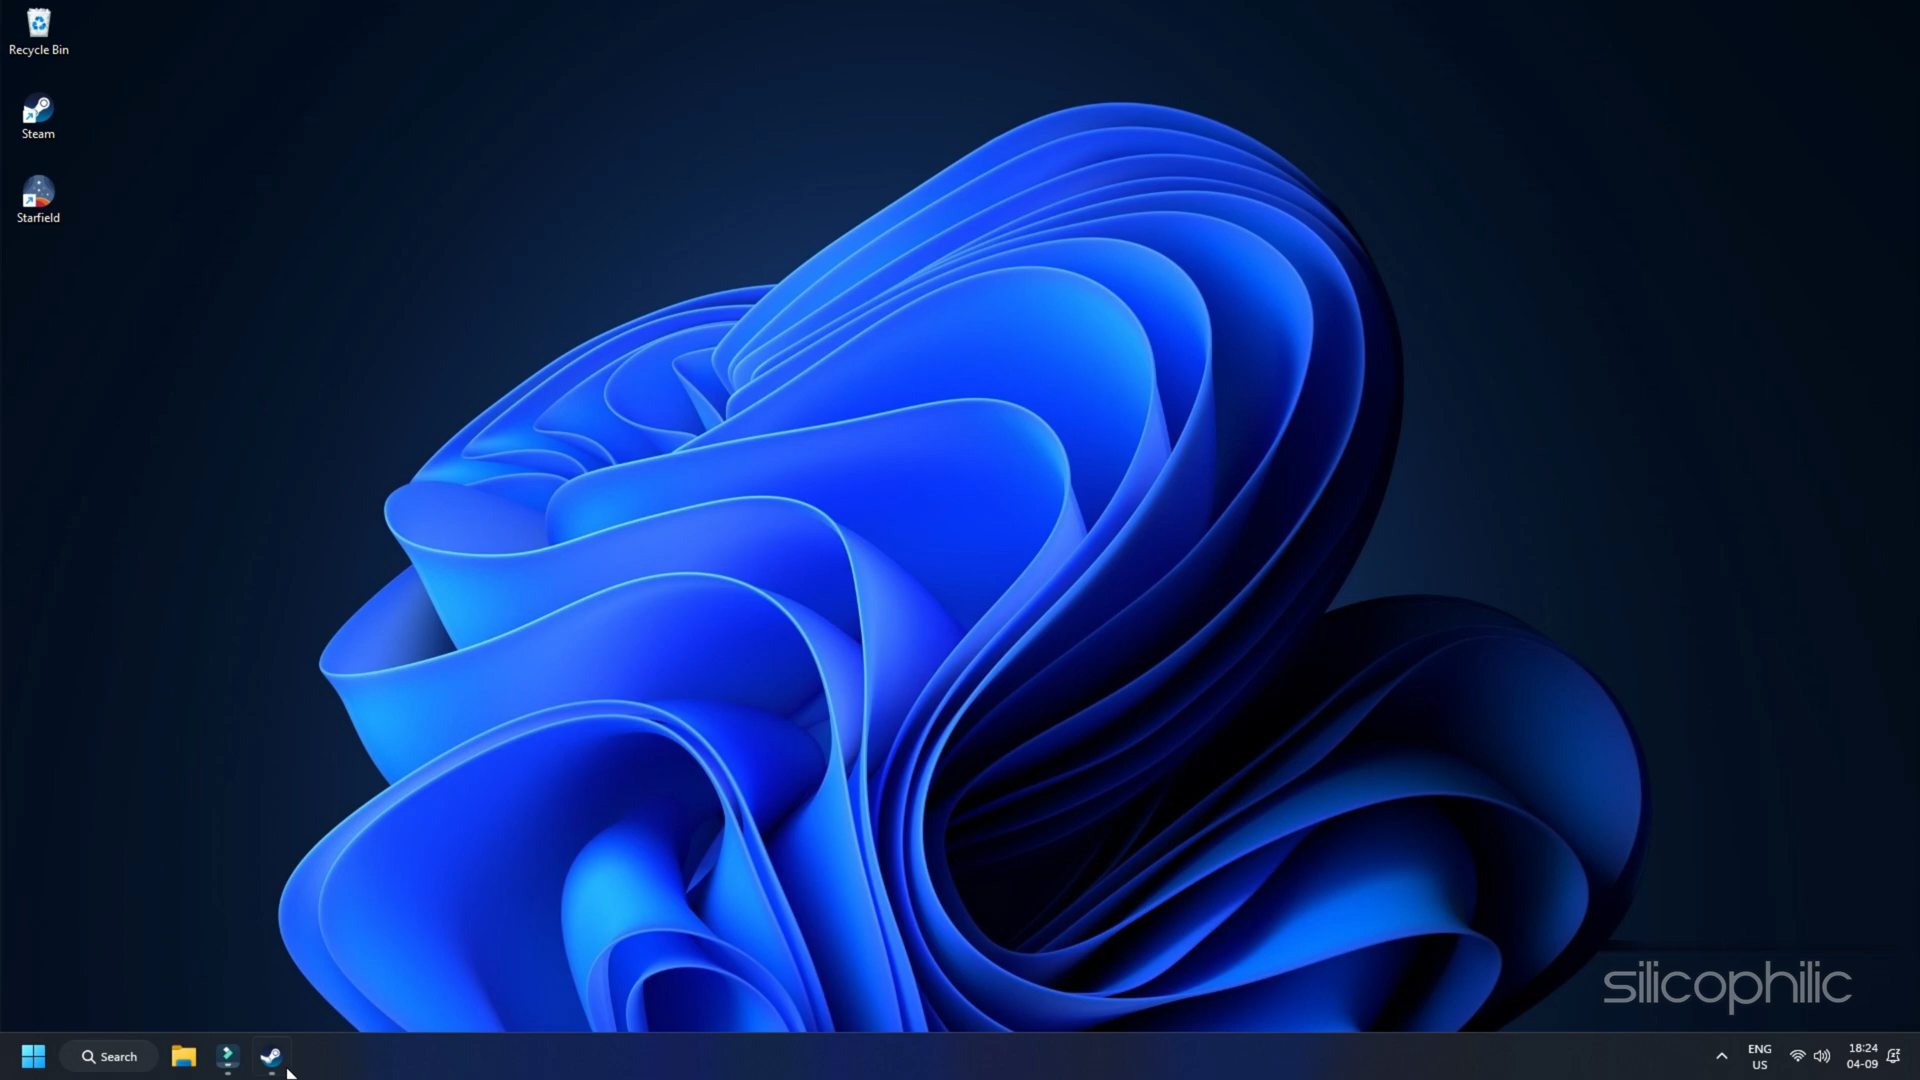 Recycle Bin
Steam
Starfield
silicophilic
Search
ENG
US
18:24
04-09